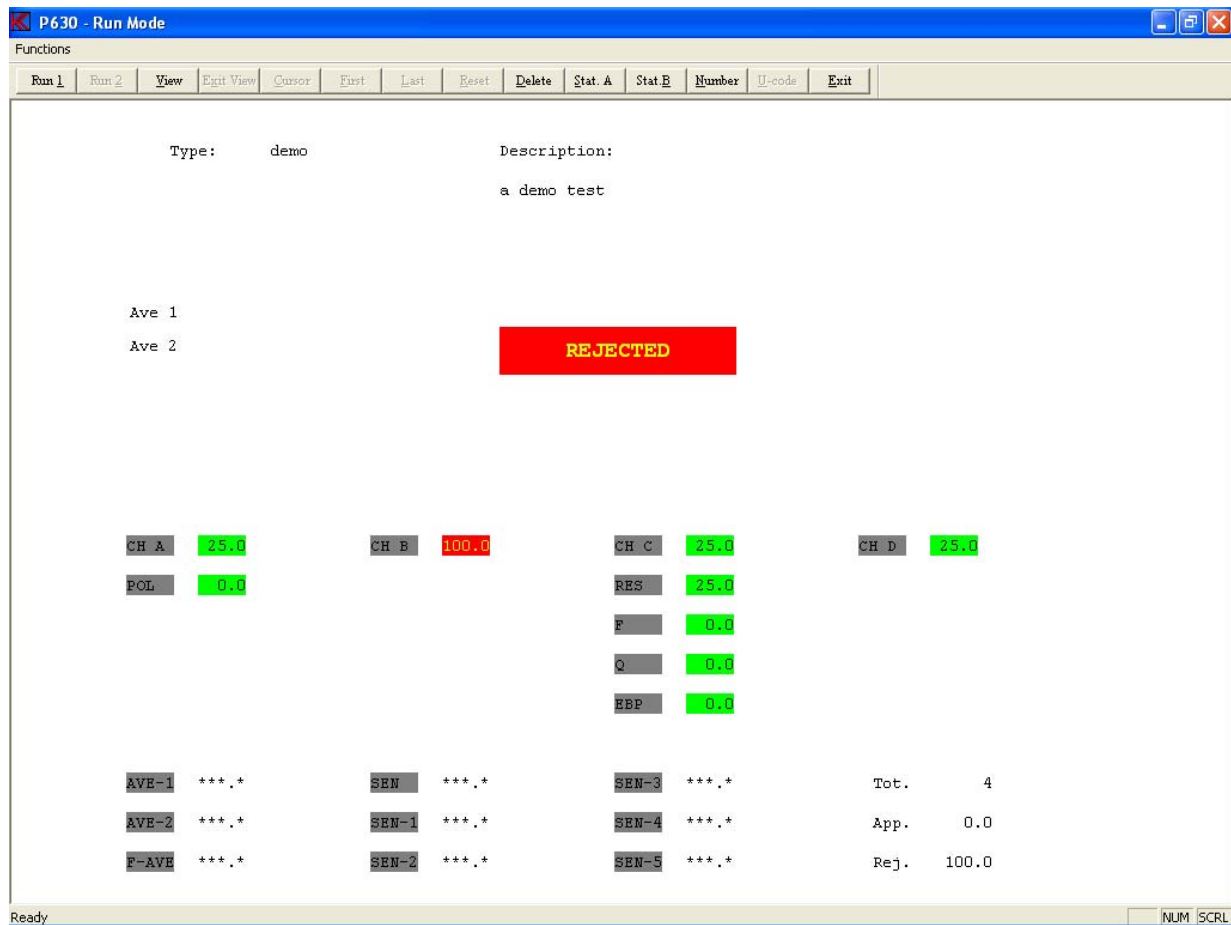 P630 - Run Mode
Functions
Run 1 Run 2 View Exit View Cursor First Last Reset Delete Stat. A Stat.B Number U-code Exit
Type: demo Description:
a demo test
Ave 1
Ave 2 REJECTED
CH A 25.0 CH B 100.0 CH C 25.0 CH D 25.0
POL 0.0 RES 25.0
F 0.0
Q 0.0
EBP 0.0
AVE-1 ***.* SEN ***.* SEN-3 ***.* Tot. 4
AVE-2 ***.* SEN-1 ***.* SEN-4 ***.* App. 0.0
F-AVE ***.* SEN-2 ***.* SEN-5 ***.* Rej. 100.0
Ready NUM SCRL